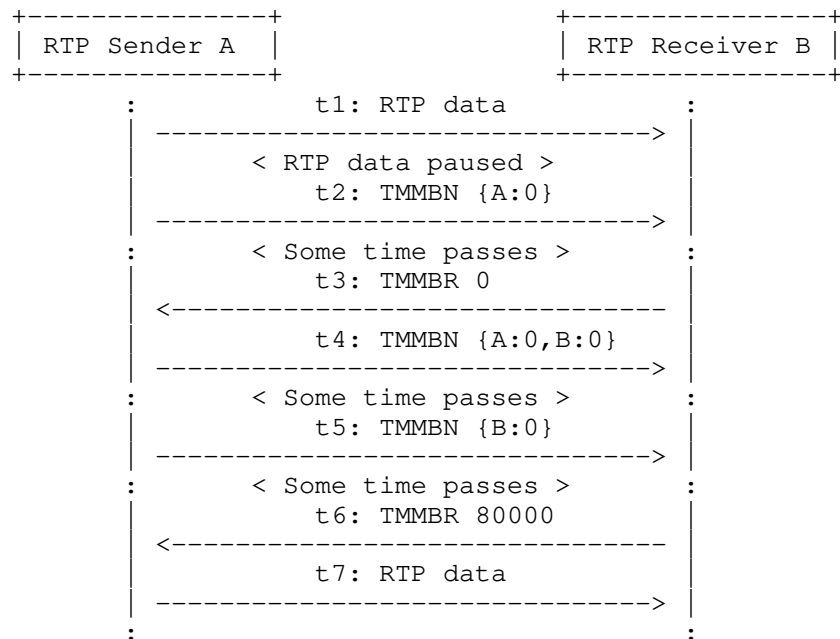 RTP Sender A RTP Receiver B
t1: RTP data
< RTP data paused >
t2: TMMBN {A:0}
< Some time passes >
t3: TMMBR 0
t4: TMMBN {A:0,B:0}
< Some time passes >
t5: TMMBN {B:0}
< Some time passes >
t6: TMMBR 80000
t7: RTP data